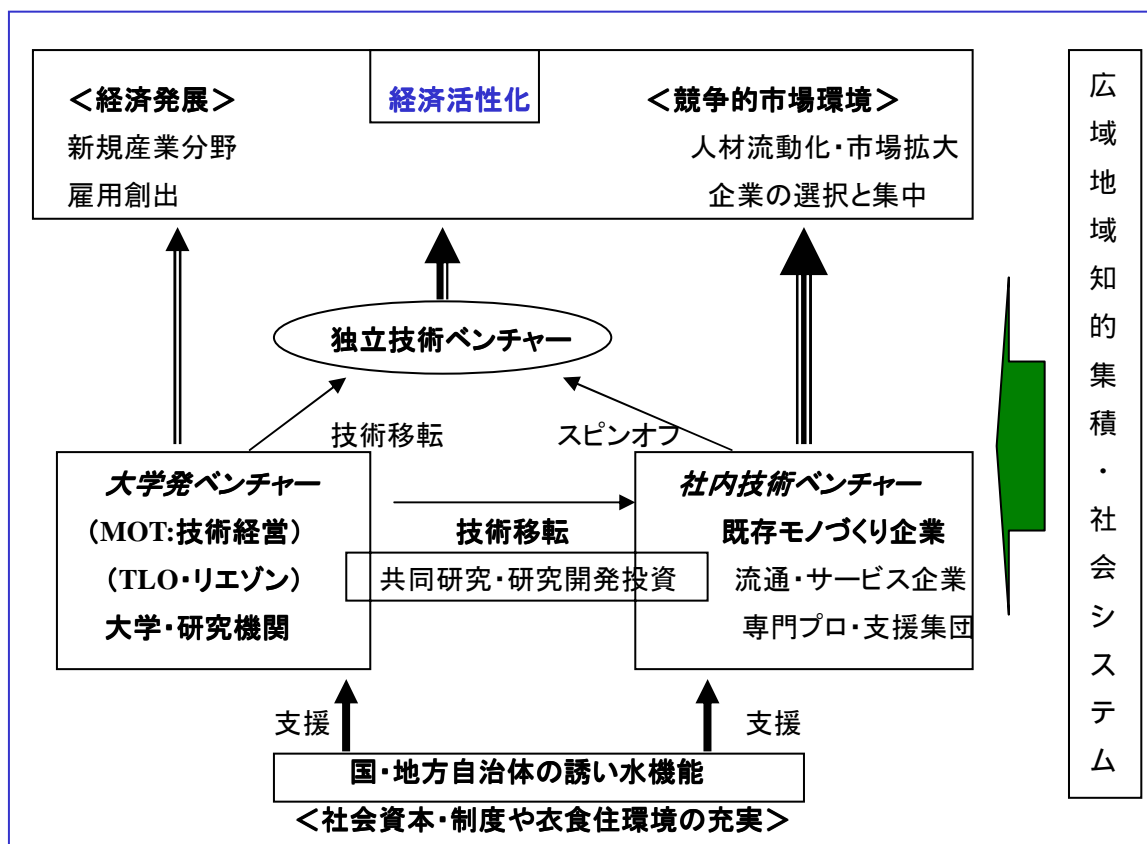 経済活性化
＜経済発展＞
新規産業分野
雇用創出
＜競争的市場環境＞
人材流動化・市場拡大
企業の選択と集中
独立技術ベンチャー
技術移転
スピンオフ
大学発ベンチャー
（MOT:技術経営）
（TLO・リエゾン）
大学・研究機関
技術移転
共同研究・研究開発投資
社内技術ベンチャー
既存モノづくり企業
流通・サービス企業
専門プロ・支援集団
支援
支援
国・地方自治体の誘い水機能
＜社会資本・制度や衣食住環境の充実＞
広域地域知的集積・社会システム